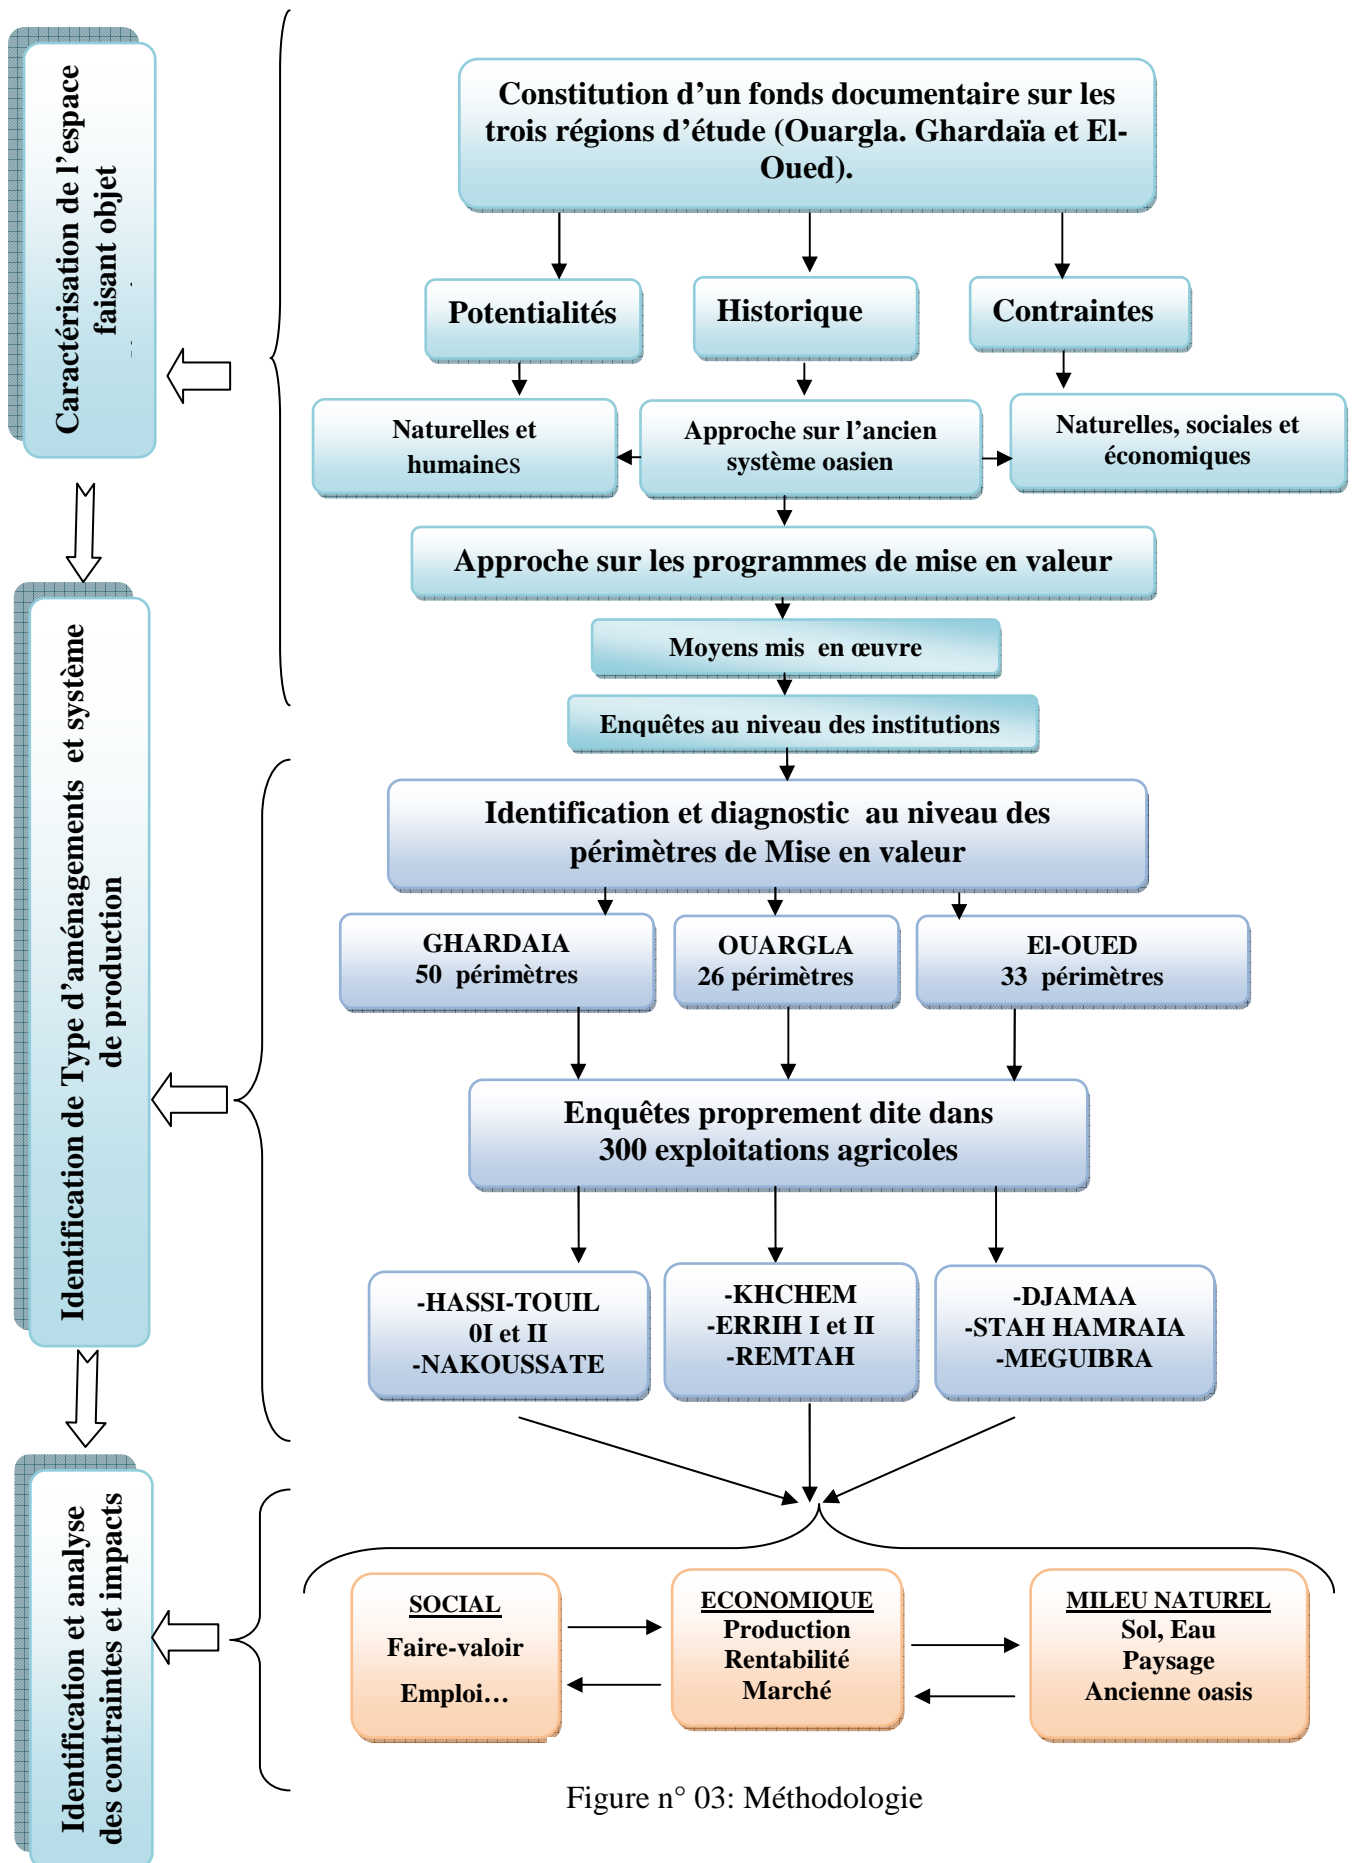 Caractérisation de l'espace
faisant objet
Constitution d'un fonds documentaire sur les
trois régions d'étude (Ouargla. Ghardaïa et El-
Oued).
Potentialités
Historique
Contraintes
Naturelles et
humaines
Approche sur l'ancien
système oasien
Naturelles, sociales et
économiques
Approche sur les programmes de mise en valeur
Moyens mis en œuvre
Enquêtes au niveau des institutions
Identification de Type d'aménagements et système
de production
Identification et diagnostic au niveau des
périmètres de Mise en valeur
GHARDAIA
50 périmètres
OUARGLA
26 périmètres
El-OUED
33 périmètres
Enquêtes proprement dite dans
300 exploitations agricoles
-HASSI-TOUIL
0I et II
-NAKOUSSATE
-KHCHEM
-ERRIH I et II
-REMTAH
-DJAMAA
-STAH HAMRAIA
-MEGUIBRA
Identification et analyse
des contraintes et impacts
SOCIAL
Faire-valoir
Emploi…
ECONOMIQUE
Production
Rentabilité
Marché
MILEU NATUREL
Sol, Eau
Paysage
Ancienne oasis
Figure n° 03: Méthodologie